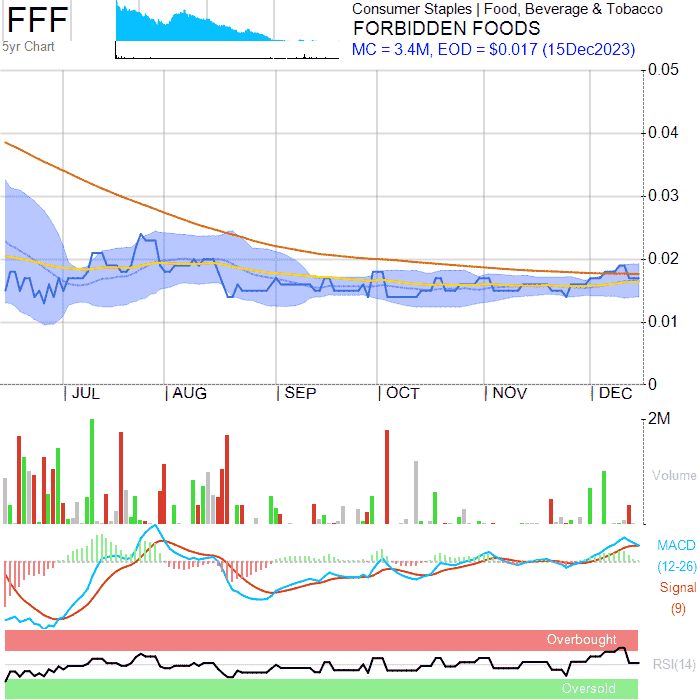 FFF
5yr Chart
Consumer Staples | Food, Beverage & Tobacco
FORBIDDEN FOODS
MC = 3.4M, EOD = $0.017 (15Dec2023)
0.05
0.04
0.03
0.02
0.01
0
JUL AUG SEP OCT NOV DEC
2M
Volume
MACD
(12-26)
Signal
(9)
Overbought
RSI(14)
Oversold